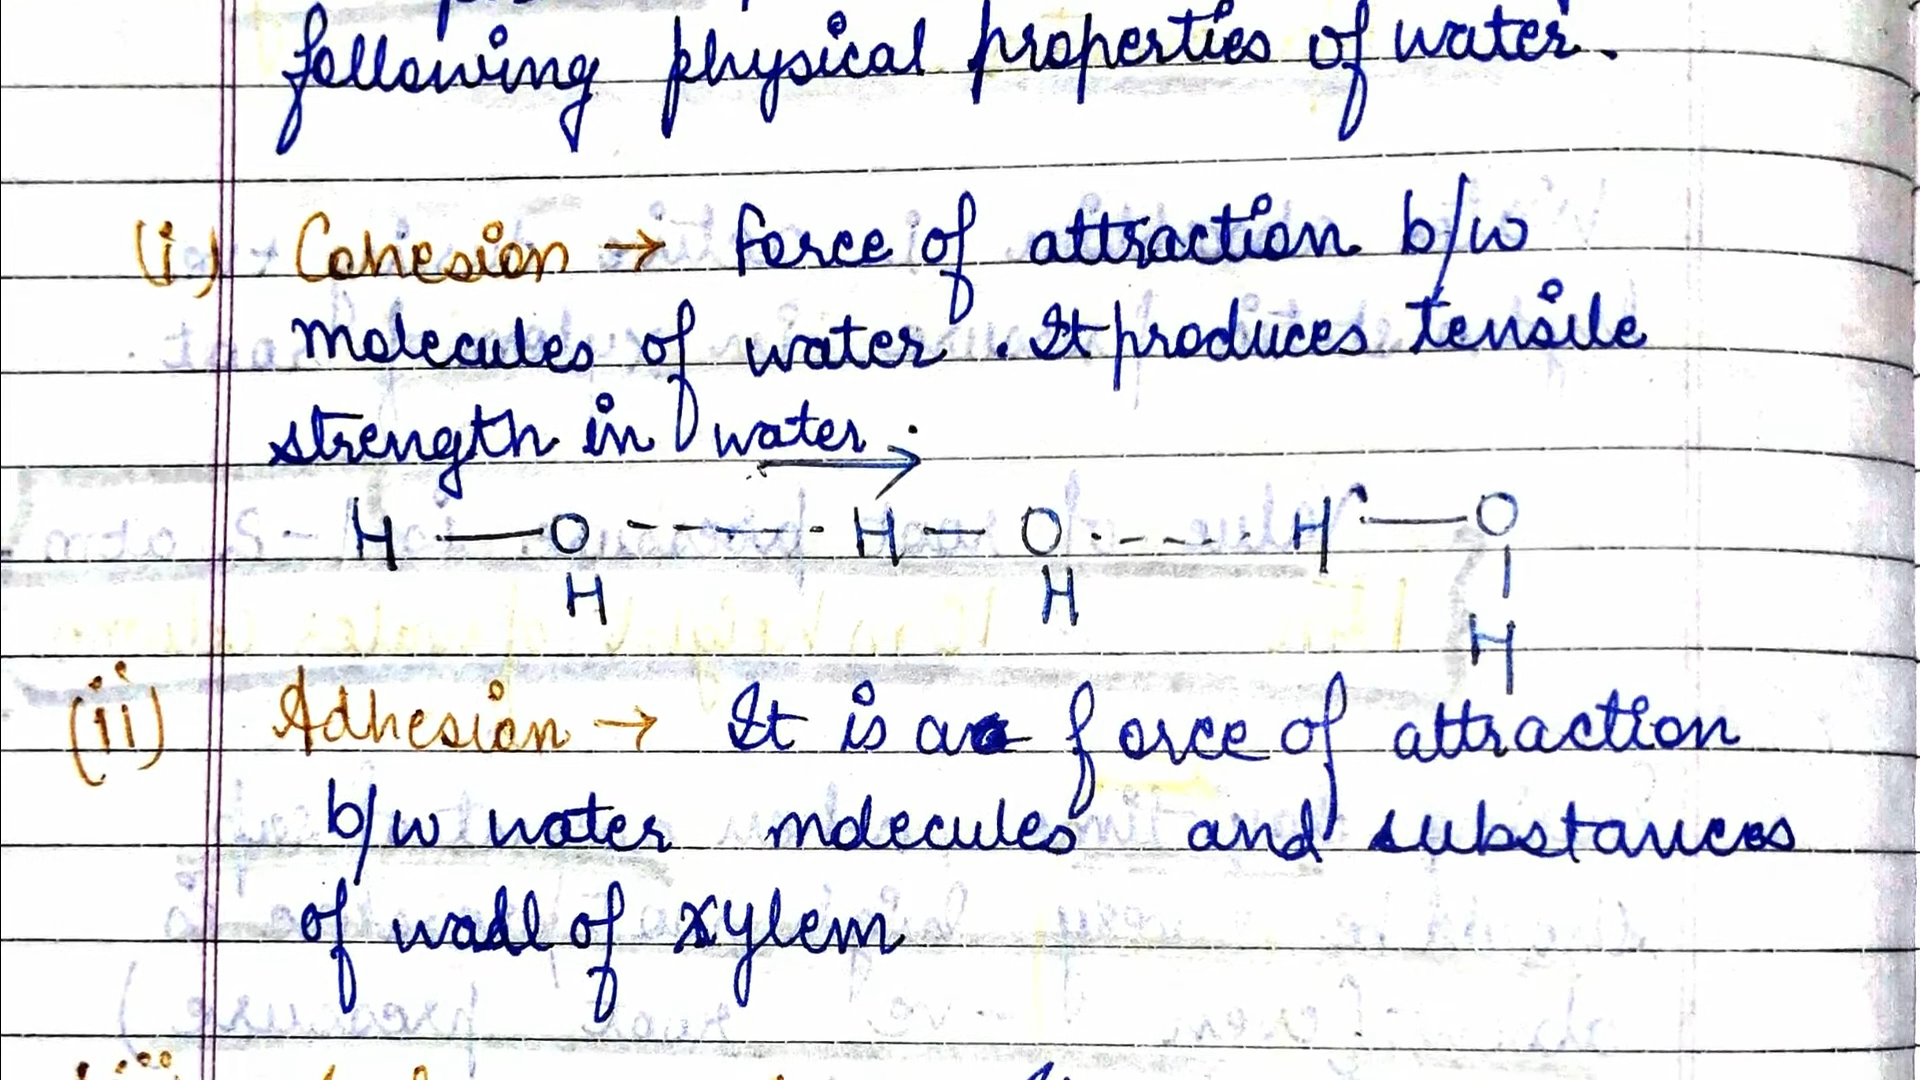 following physical properties of water.
(i) Cohesion → force of attraction b/w
molecules of water. It produces tensile
strength in water.
H — O ------- H — O ------ H — O
H H H
(ii) Adhesion → It is a force of attraction
b/w water molecules and substances
of wall of xylem